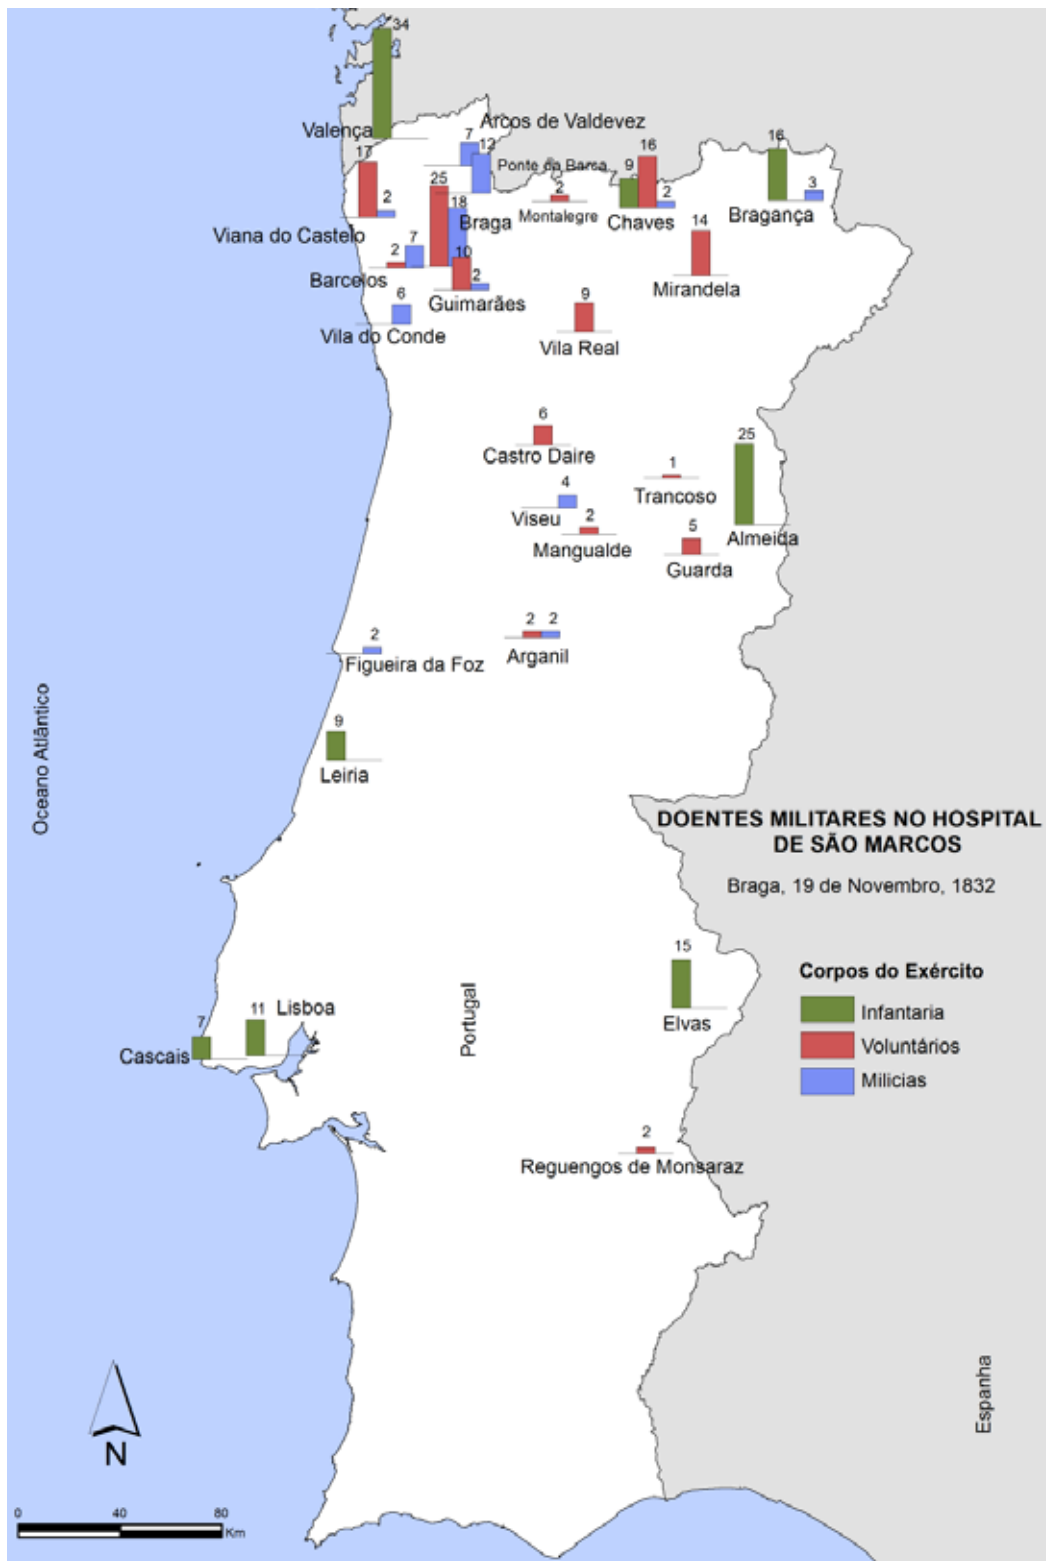 34
Valença
Arcos de Valdevez
7
12
Ponte da Barca
17
2
Viana do Castelo
25
18
Braga
2
Montalegre
9
16
2
Chaves
16
3
Bragança
14
Mirandela
2
7
Barcelos
10
2
Guimarães
6
Vila do Conde
9
Vila Real
6
Castro Daire
25
Almeida
1
Trancoso
4
Viseu
2
Mangualde
5
Guarda
2
Figueira da Foz
2 2
Arganil
9
Leiria
Oceano Atlântico
DOENTES MILITARES NO HOSPITAL
DE SÃO MARCOS
Braga, 19 de Novembro, 1832
Corpos do Exército
Infantaria
Voluntários
Milicias
15
Elvas
Portugal
7
Cascais
11
Lisboa
2
Reguengos de Monsaraz
Espanha
N
0 40 80
Km